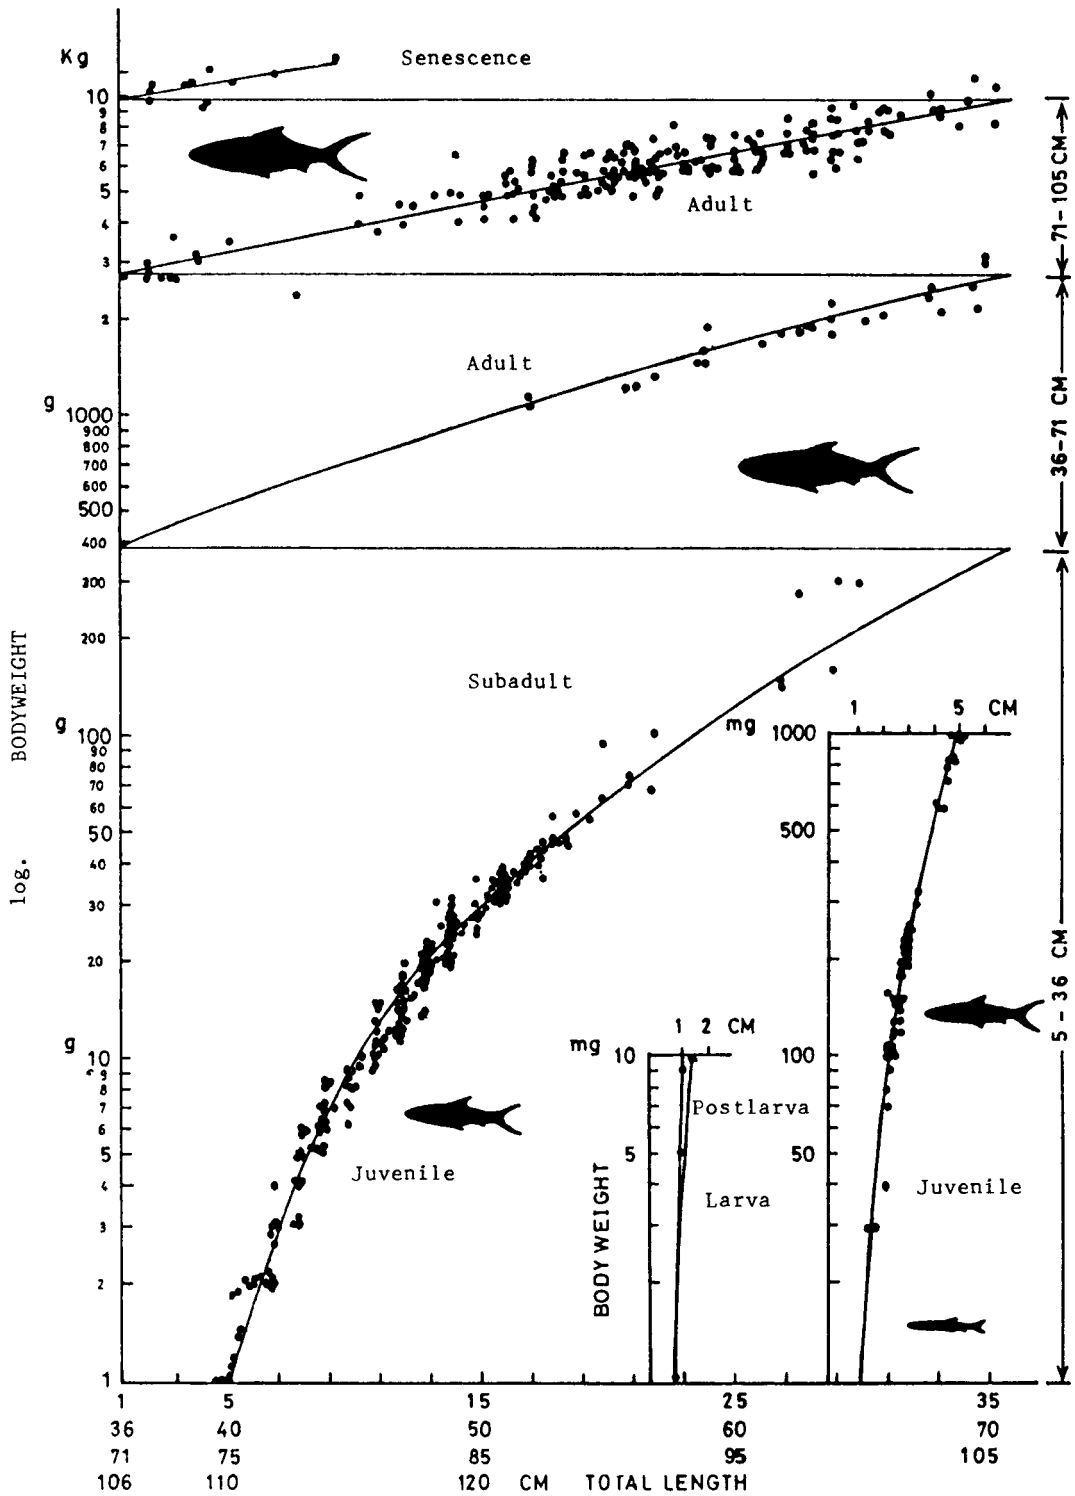 Kg
Senescence
10
9
8
7
6
5
4
3
Adult
71-105CM
2
Adult
g
1000
900
800
700
600
500
400
36-71 CM
300
200
Subadult
log. BODYWEIGHT
g
100
90
80
70
60
50
40
30
20
g
10
9
8
7
6
5
4
3
2
1
Juvenile
mg
1 5 CM
1000
500
100
50
Juvenile
mg
1 2 CM
10
5
Postlarva
Larva
BODYWEIGHT
5-36 CM
1 5 15 25 35
36 40 50 60 70
71 75 85 95 105
106 110 120 CM TOTAL LENGTH